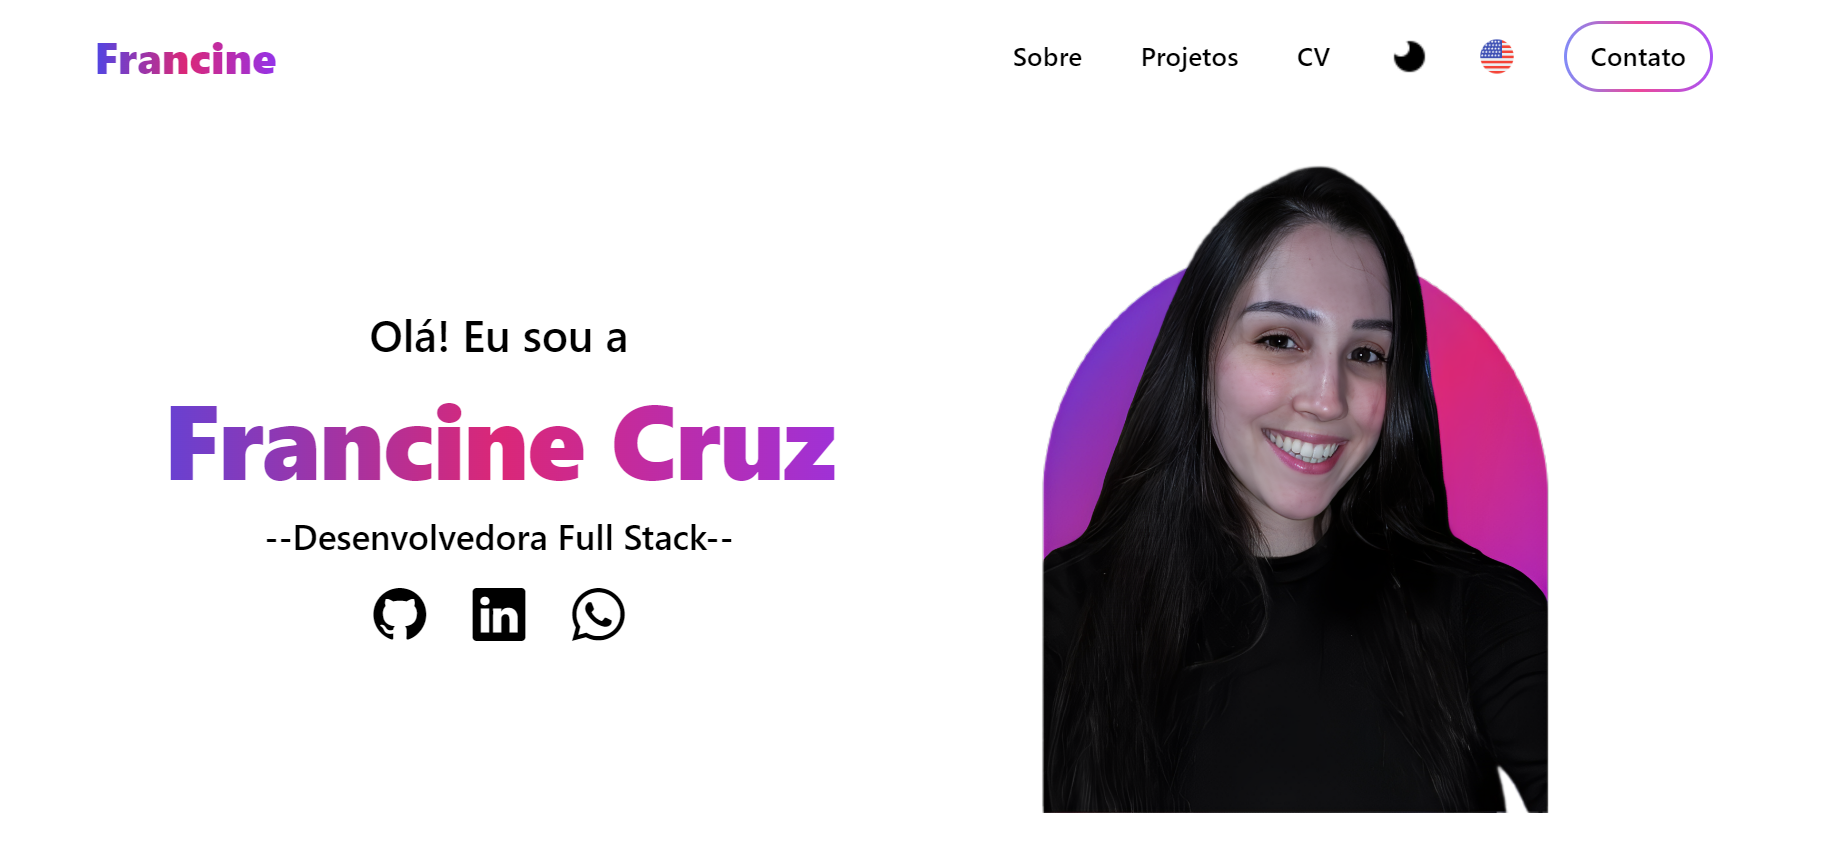 Francine
Sobre Projetos CV Contato
Olá! Eu sou a
Francine Cruz
--Desenvolvedora Full Stack--
in